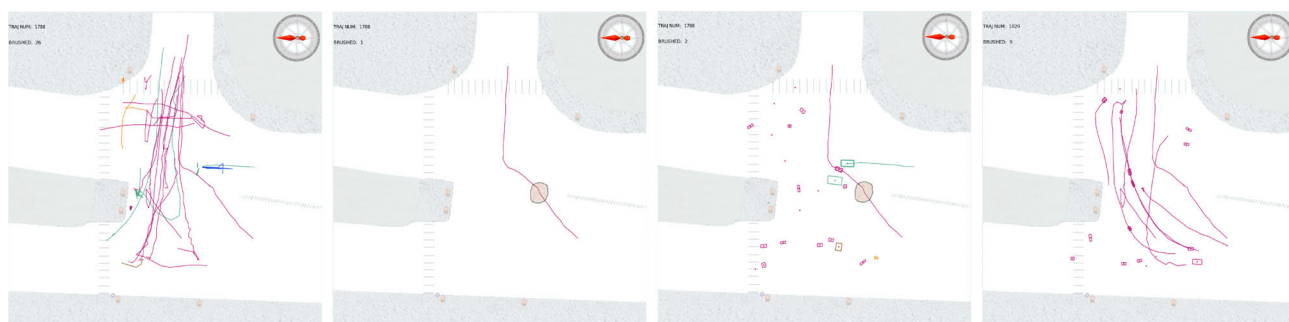 TRAJ NUM: 1788
BRUSHED: 26
TRAJ NUM: 1788
BRUSHED: 1
TRAJ NUM: 1788
BRUSHED: 2
TRAJ NUM: 1929
BRUSHED: 9